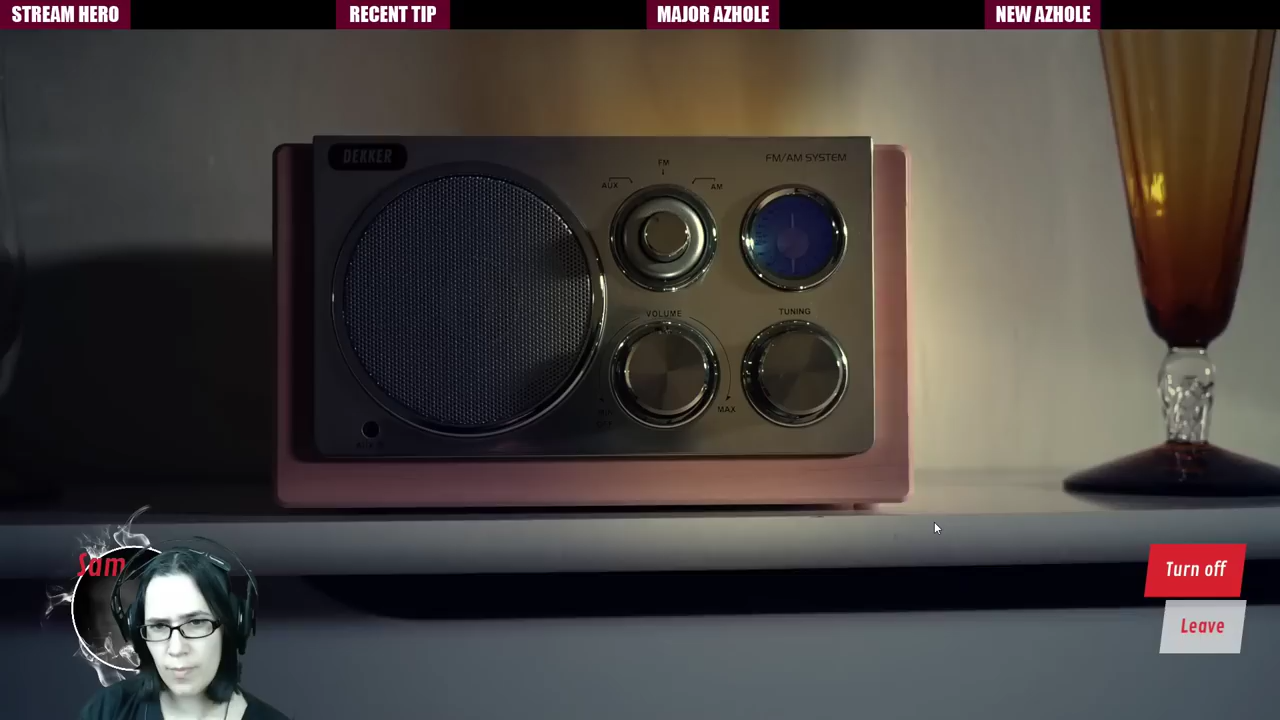 STREAM HERO
RECENT TIP
MAJOR AZHOLE
NEW AZHOLE
DEKKER
FM/AM SYSTEM
FM
AUX
AM
VOLUME
TUNING
MAX
Sam
Turn off
Leave